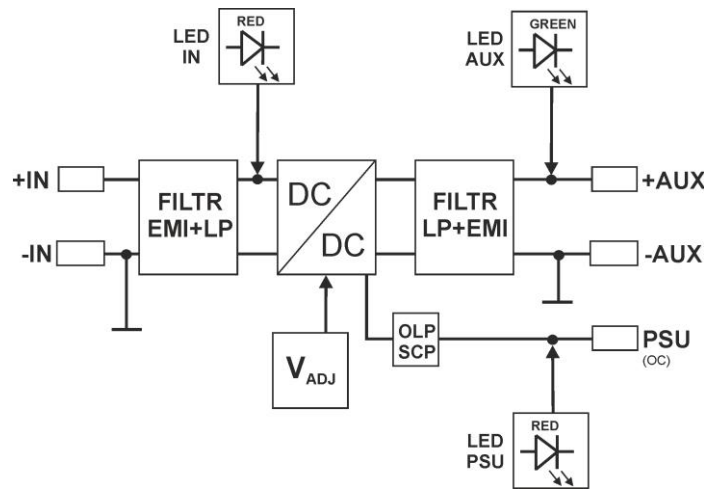 LED
IN
RED
LED
AUX
GREEN
+IN
FILTR
EMI+LP
DC
DC
FILTR
LP+EMI
+AUX
-IN
-AUX
V ADJ
OLP
SCP
PSU
(OC)
LED
PSU
RED